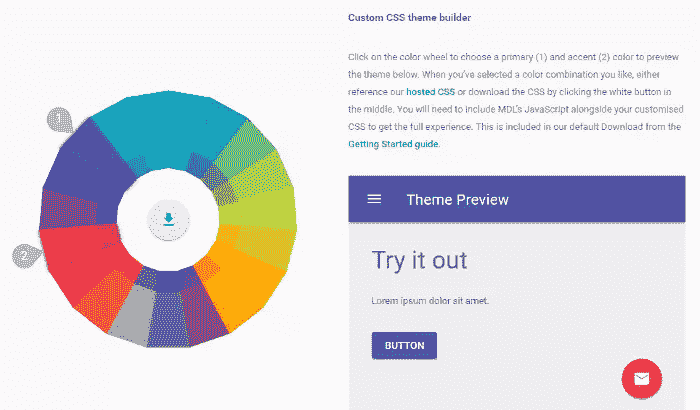 Custom CSS theme builder
Click on the color wheel to choose a primary (1) and accent (2) color to preview
the theme below. When you've selected a color combination you like, either
reference our hosted CSS or download the CSS by clicking the white button in
the middle. You will need to include MDL's JavaScript alongside your customised
CSS to get the full experience. This is included in our default Download from the
Getting Started guide.
1
2
Theme Preview
Try it out
Lorem ipsum dolor sit amet.
BUTTON